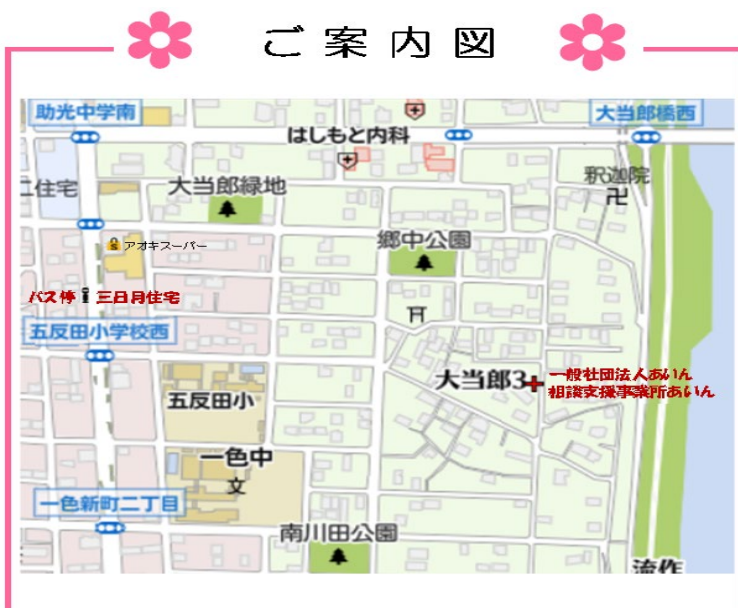 ご案内図
助光中学南
大当郎橋西
はしもと内科
二住宅
大当郎緑地
釈迦院
アオキスーパー
郷中公園
バス停 三日月住宅
五反田小学校西
大当郎3
一般社団法人あいん
相談支援事業所あいん
五反田小
一色中
文
一色新町二丁目
南川田公園
流作